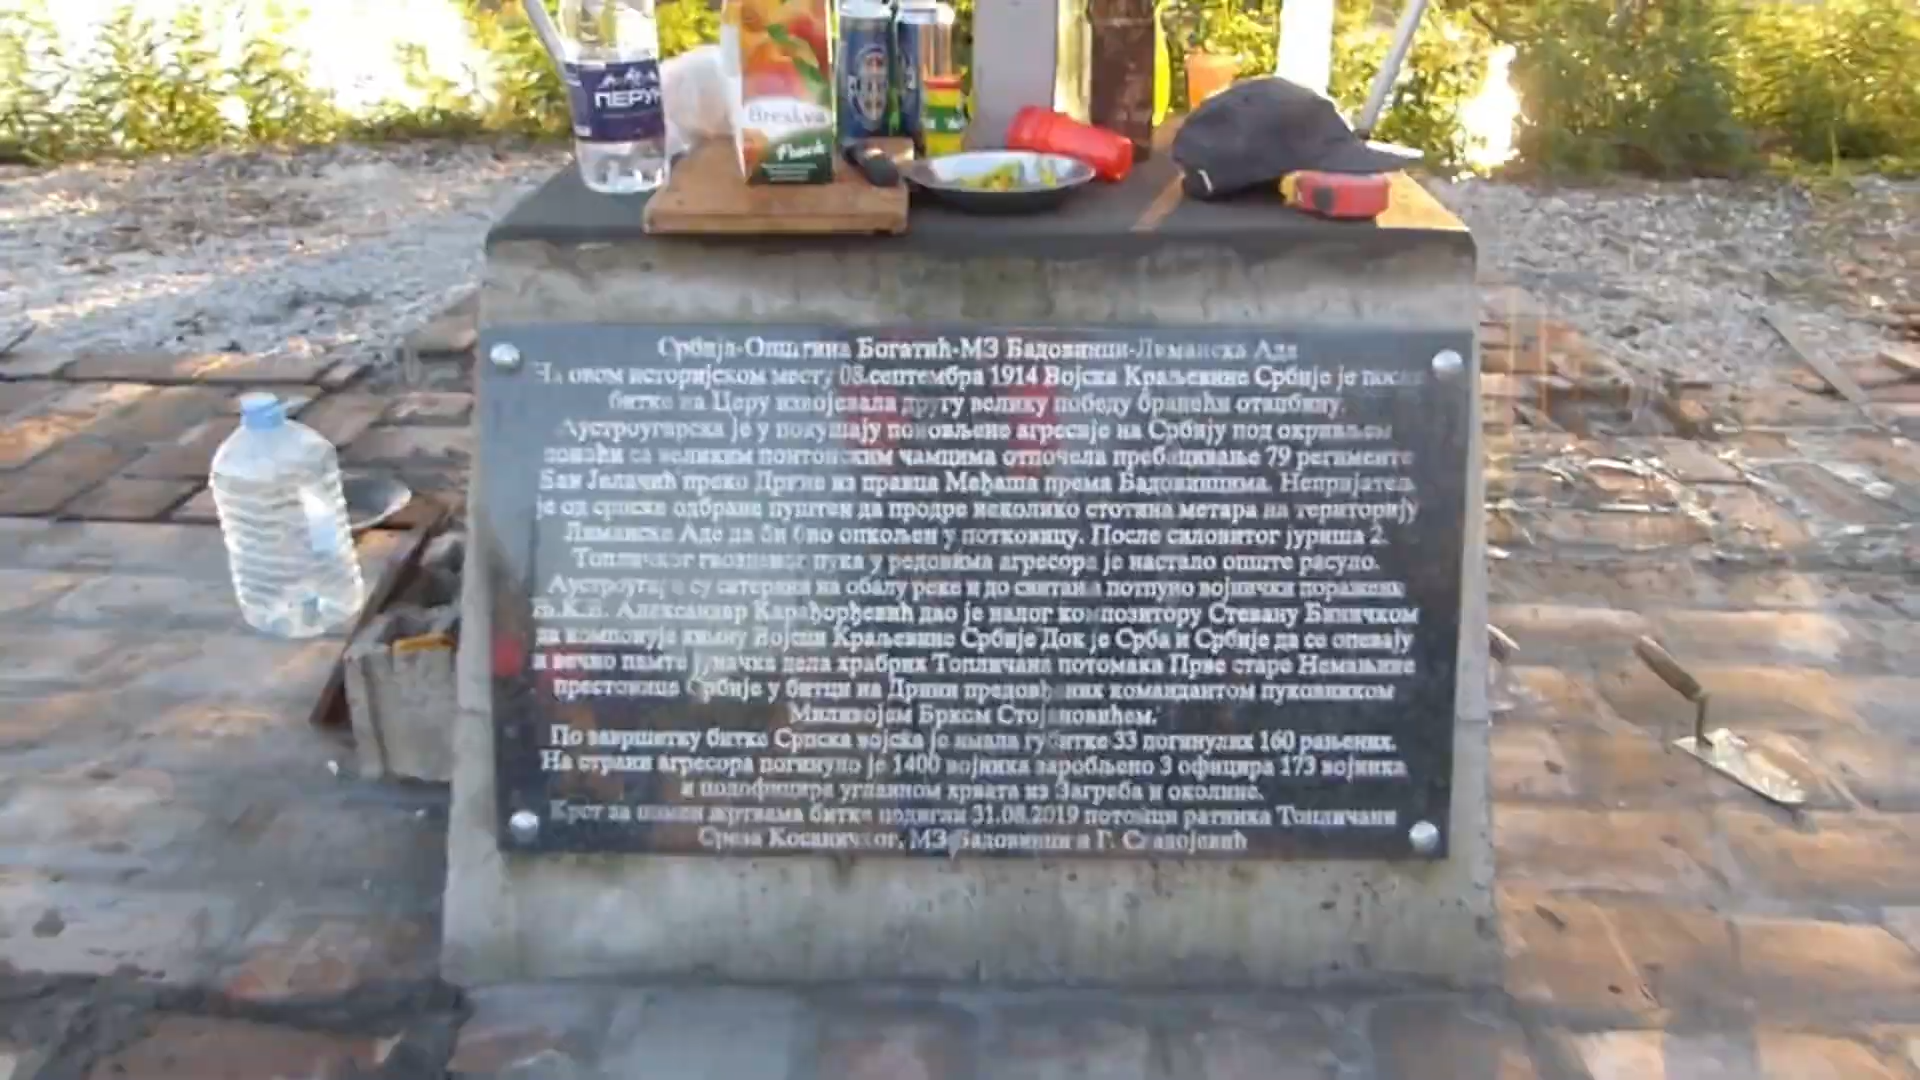 ПЕРУН
Breskva
Peach
Србија-Општина Богатић-МЗ Бадовинци-Лиманска Ада
На овом историјском месту 08.септембра 1914 Војска Краљевине Србије је после
битке на Церу извојевала другу велику победу бранећи отаџбину.
Аустроугарска је у покушају поновљене агресије на Србију под окриљем
поноћи са великим понтонским чамцима отпочела пребацивање 79 регименте
Бан Јелачић преко Дрине из правца Међаша према Бадовинцима. Непријатељ
је од српске одбране пуштен да продре неколико стотина метара на територију
Лиманске Аде да би био опкољен у потковицу. После силовитог јуриша 2.
Топличког гвозденог пука у редовима агресора је настало опште расуло.
Аустроугари су сатерани на обалу реке и до свитања потпуно војнички поражени
Њ.К.В. Александар Карађорђевић дао је налог композитору Стевану Биничком
да компонује химну Војсци Краљевине Србије Док је Срба и Србије да се опевају
и вечно памте јуначка дела храбрих Топличана потомака Прве старе Немањине
престонице Србије у битци на Дрини предвођених командантом пуковником
Миливојем Брксм Стојановићем.
По завршетку битке Српска војска је имала губитке 33 погинулих 160 рањених.
На страни агресора погинуло је 1400 војника заробљено 3 официра 173 војника
и подофицира углавном хрвата из Загреба и околине.
Крст за помен жртвама битке подигли 31.08.2019 потомци ратника Топличани
Среза Косаничког, МЗ Бадовинци и Г.